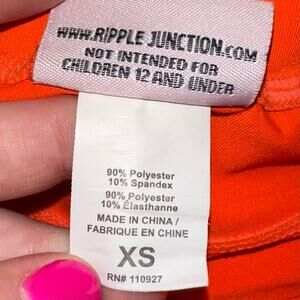 WWW.RIPPLE JUNCTION.COM
NOT INTENDED FOR
CHILDREN 12 AND UNDER
90% Polyester
10% Spandex
90% Polyester
10% Élasthanne
MADE IN CHINA /
FABRIQUE EN CHINE
XS
RN# 110927